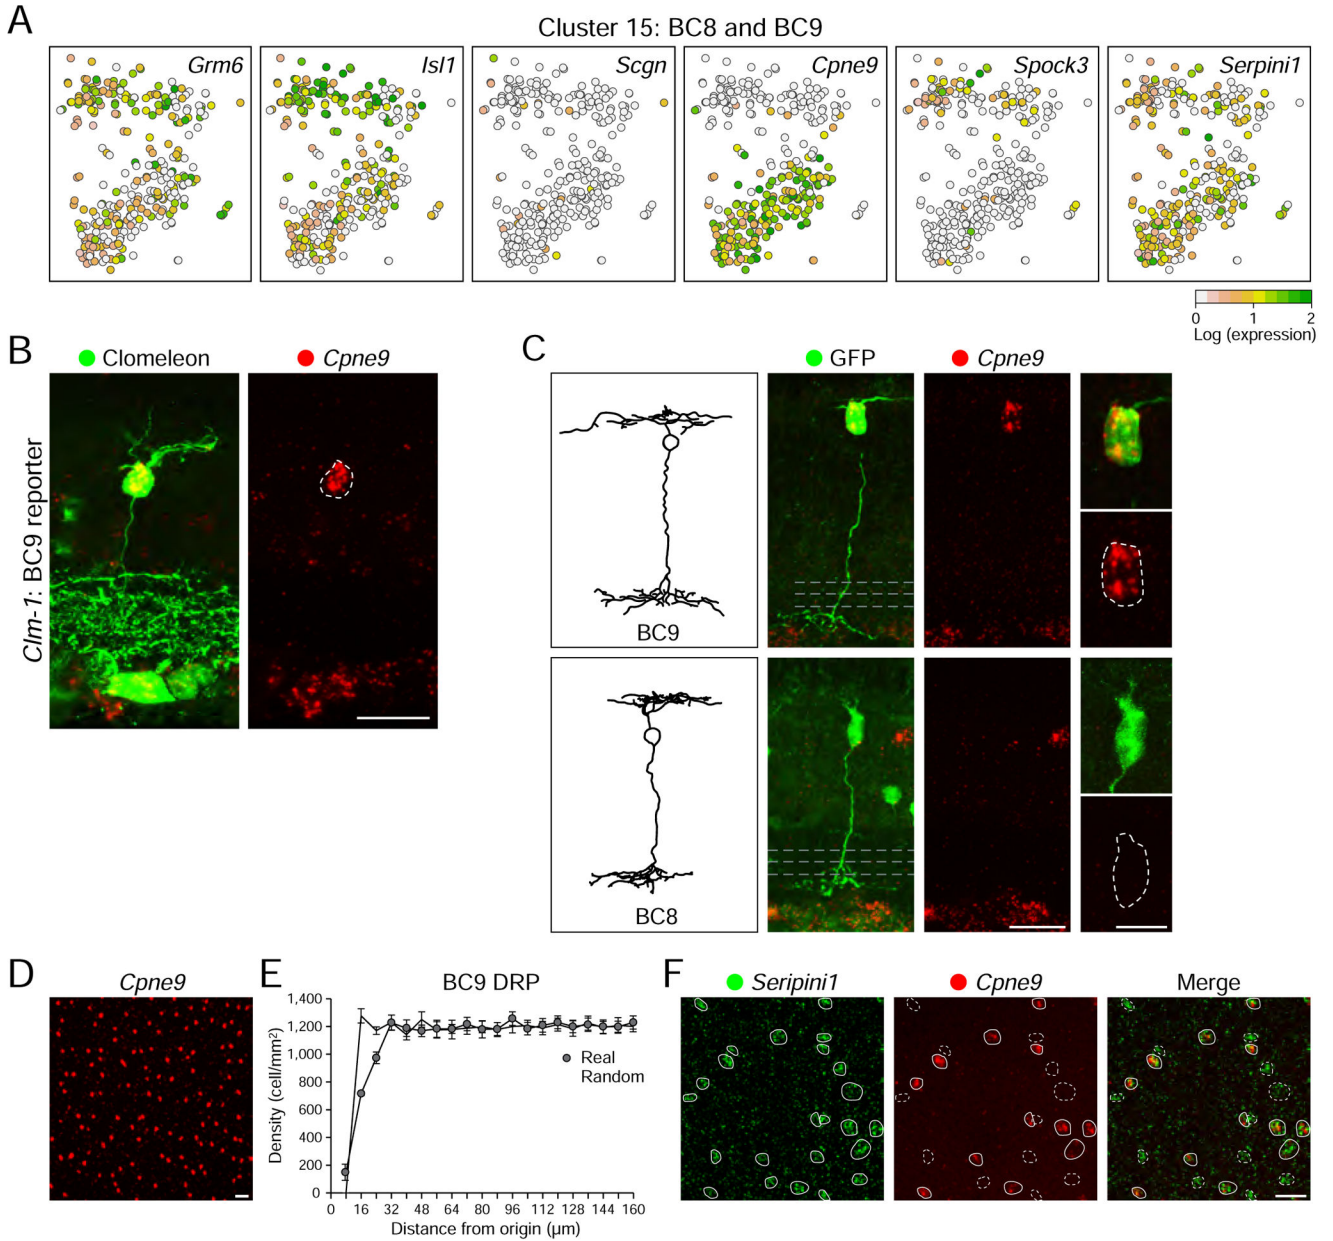 A
Cluster 15: BC8 and BC9
Grm6
Isl1
Scgn
Cpne9
Spock3
Serpini1
0 1 2
Log (expression)
B
Clomeleon
Cpne9
Clm-1: BC9 reporter
C
GFP
Cpne9
BC9
BC8
D
Cpne9
E
BC9 DRP
Density (cell/mm²)
1,400
1,200
1,000
800
600
400
200
0
Real
Random
0 16 32 48 64 80 96 112 128 144 160
Distance from origin (µm)
F
Seripini1
Cpne9
Merge